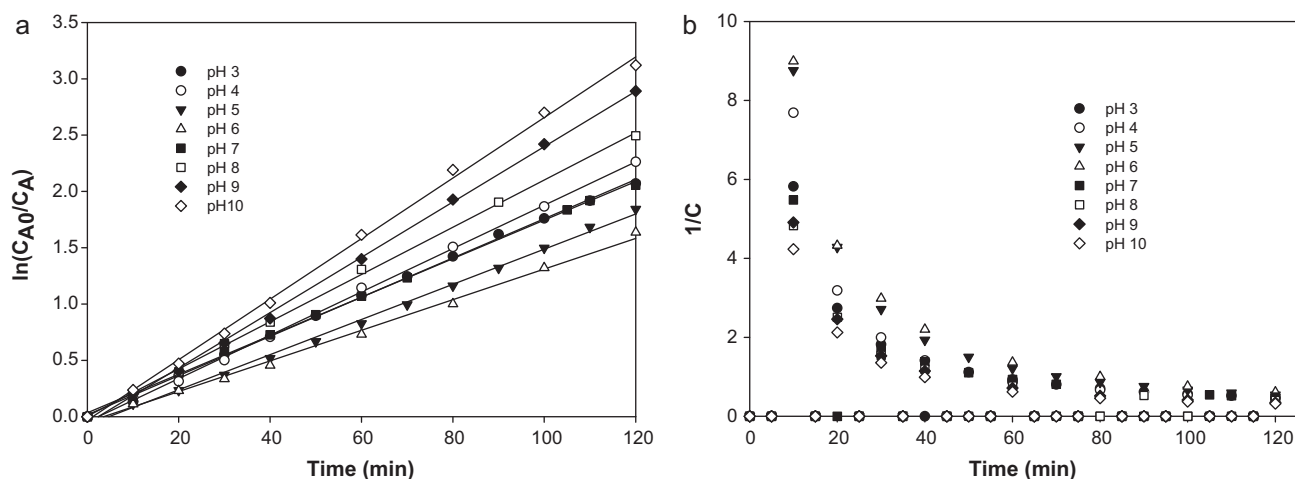 a
ln(CA0/CA)
3.5
3.0
2.5
2.0
1.5
1.0
0.5
0.0
pH 3
pH 4
pH 5
pH 6
pH 7
pH 8
pH 9
pH10
0 20 40 60 80 100 120
Time (min)
b
1/C
10
8
6
4
2
0
pH 3
pH 4
pH 5
pH 6
pH 7
pH 8
pH 9
pH 10
0 20 40 60 80 100 120
Time (min)